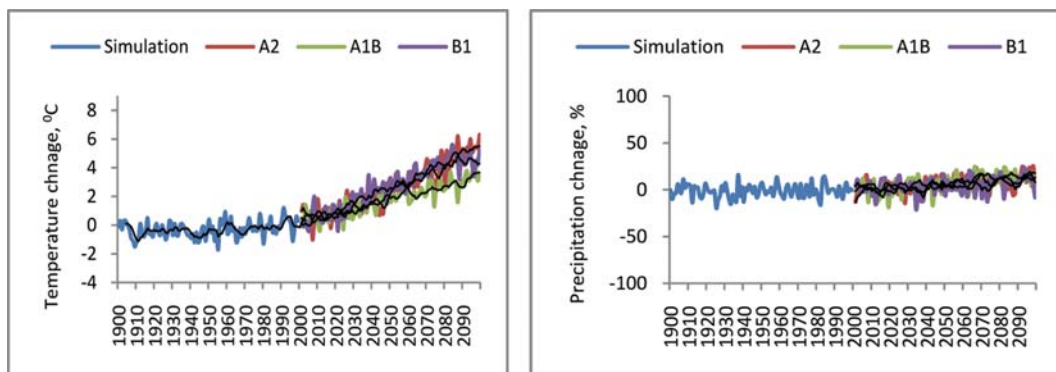 Simulation A2 A1B B1
Temperature chnage, ⁰C
8
6
4
2
0
-2
-4
1900 1910 1920 1930 1940 1950 1960 1970 1980 1990 2000 2010 2020 2030 2040 2050 2060 2070 2080 2090
Simulation A2 A1B B1
Precipitation chnage, %
100
50
0
-50
-100
1900 1910 1920 1930 1940 1950 1960 1970 1980 1990 2000 2010 2020 2030 2040 2050 2060 2070 2080 2090